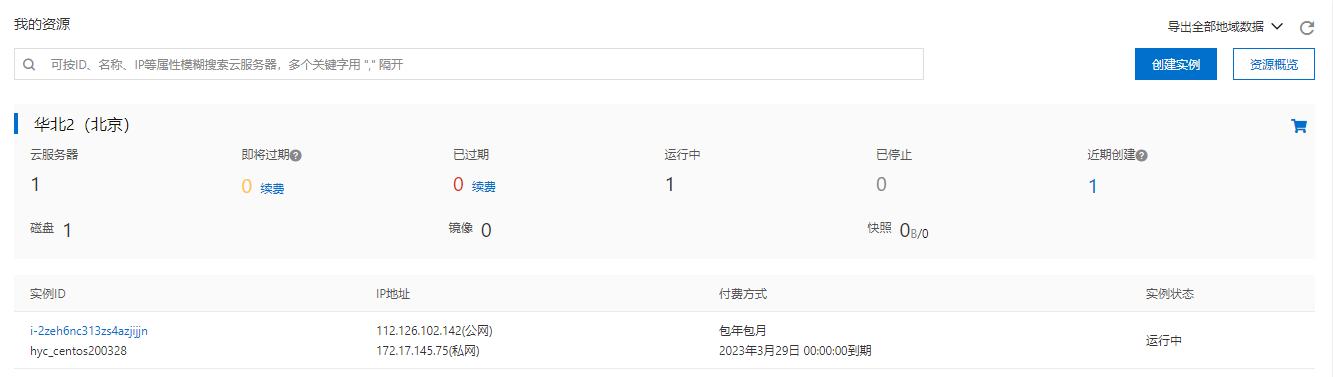 我的资源
导出全部地域数据
可按ID、名称、IP等属性模糊搜索云服务器，多个关键字用 "," 隔开
创建实例 资源概览
华北2（北京）
云服务器 即将过期? 已过期 运行中 已停止 近期创建?
1 0 续费 0 续费 1 0 1
磁盘 1 镜像 0 快照 0B/0
实例ID IP地址 付费方式 实例状态
i-2zeh6nc313zs4azjijjn 112.126.102.142(公网) 包年包月
运行中
hyc_centos200328 172.17.145.75(私网) 2023年3月29日 00:00:00到期